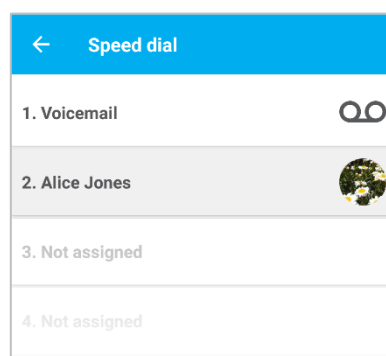 Speed dial
1. Voicemail
2. Alice Jones
3. Not assigned
4. Not assigned